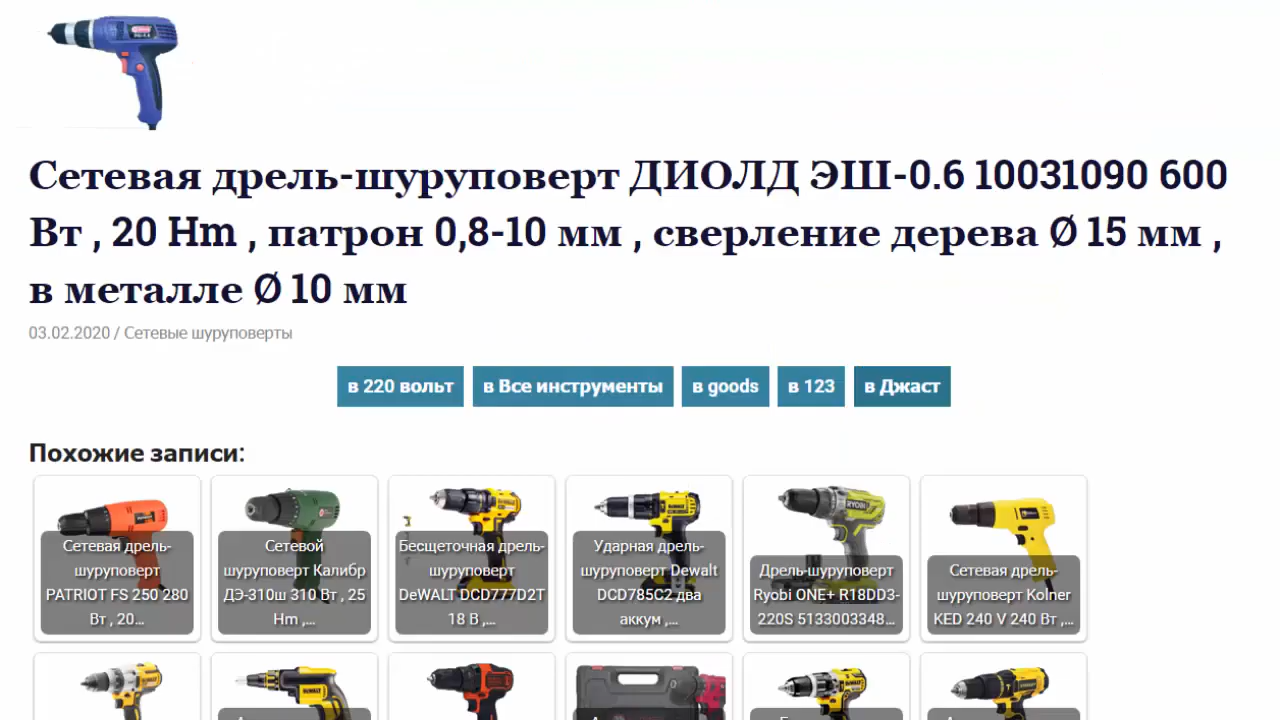 Сетевая дрель-шуруповерт ДИОЛД ЭШ-0.6 10031090 600
Вт , 20 Hm , патрон 0,8-10 мм , сверление дерева Ø 15 мм ,
в металле Ø 10 мм
03.02.2020 / Сетевые шуруповерты
в 220 вольт
в Все инструменты
в goods
в 123
в Джаст
Похожие записи:
Сетевая дрель-
шуруповерт
PATRIOT FS 250 280
Вт , 20...
Сетевой
шуруповерт Калибр
ДЭ-310ш 310 Вт , 25
Hm ,...
Бесщеточная дрель-
шуруповерт
DeWALT DCD777D2T
18 В ,...
Ударная дрель-
шуруповерт Dewalt
DCD785C2 два
аккум ,...
Дрель-шуруповерт
Ryobi ONE+ R18DD3-
220S 5133003348...
Сетевая дрель-
шуруповерт Kolner
KED 240 V 240 Вт ,...